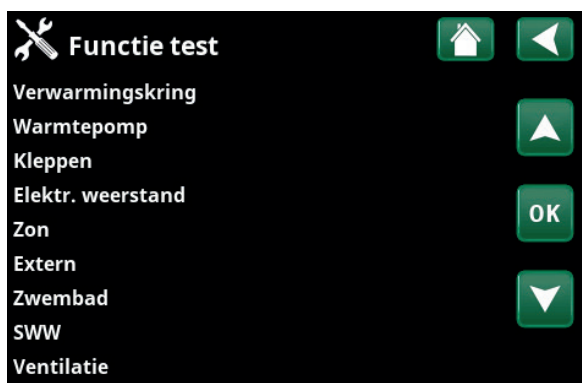 Functie test
Verwarmingskring
Warmtepomp
Kleppen
Elektr. weerstand
Zon
Extern
Zwembad
SWW
Ventilatie
OK